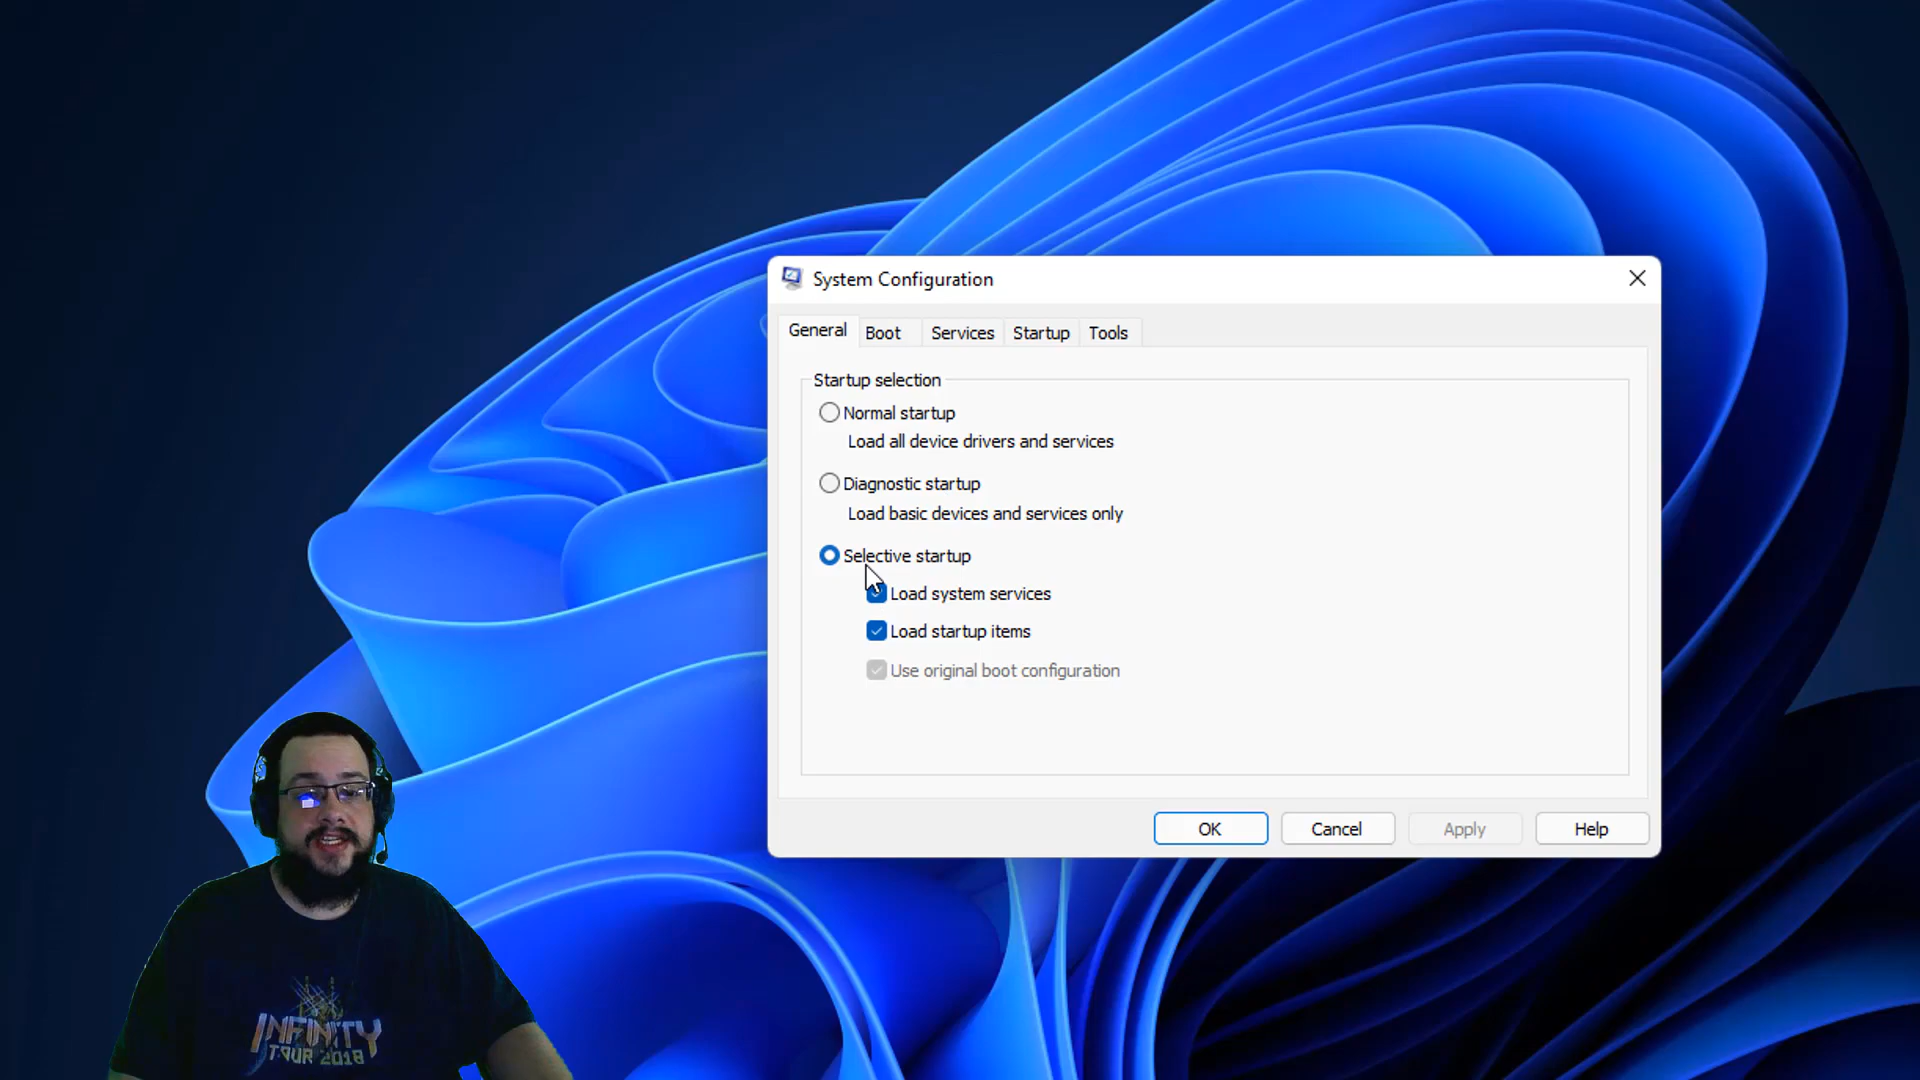 System Configuration
General Boot Services Startup Tools
Startup selection
Normal startup
Load all device drivers and services
Diagnostic startup
Load basic devices and services only
Selective startup
Load system services
Load startup items
Use original boot configuration
OK Cancel Apply Help
INFINITY
TOUR 2018